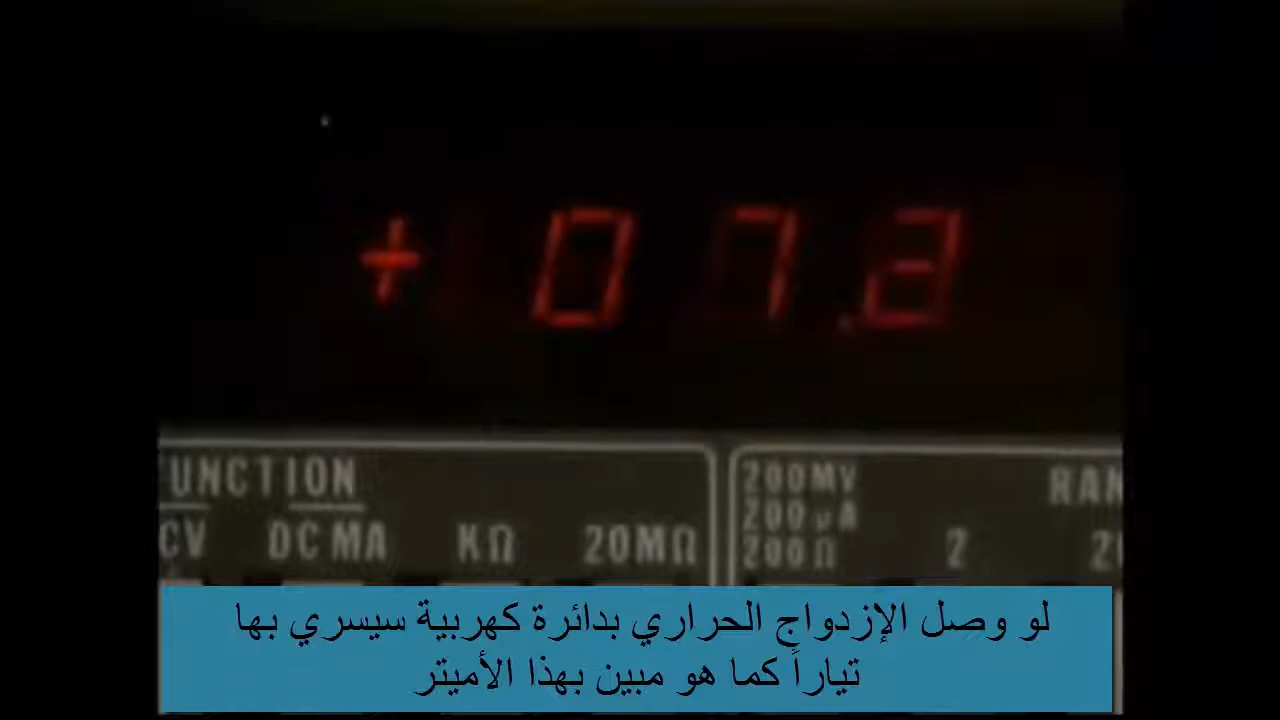 + 07.2
UNCTION
CV DC MA KΩ 20MΩ
200MV
200μA
200Ω
2
RAN
لو وصل الإزدواج الحراري بدائرة كهربية سيسري بها
تياراً كما هو مبين بهذا الأميتر